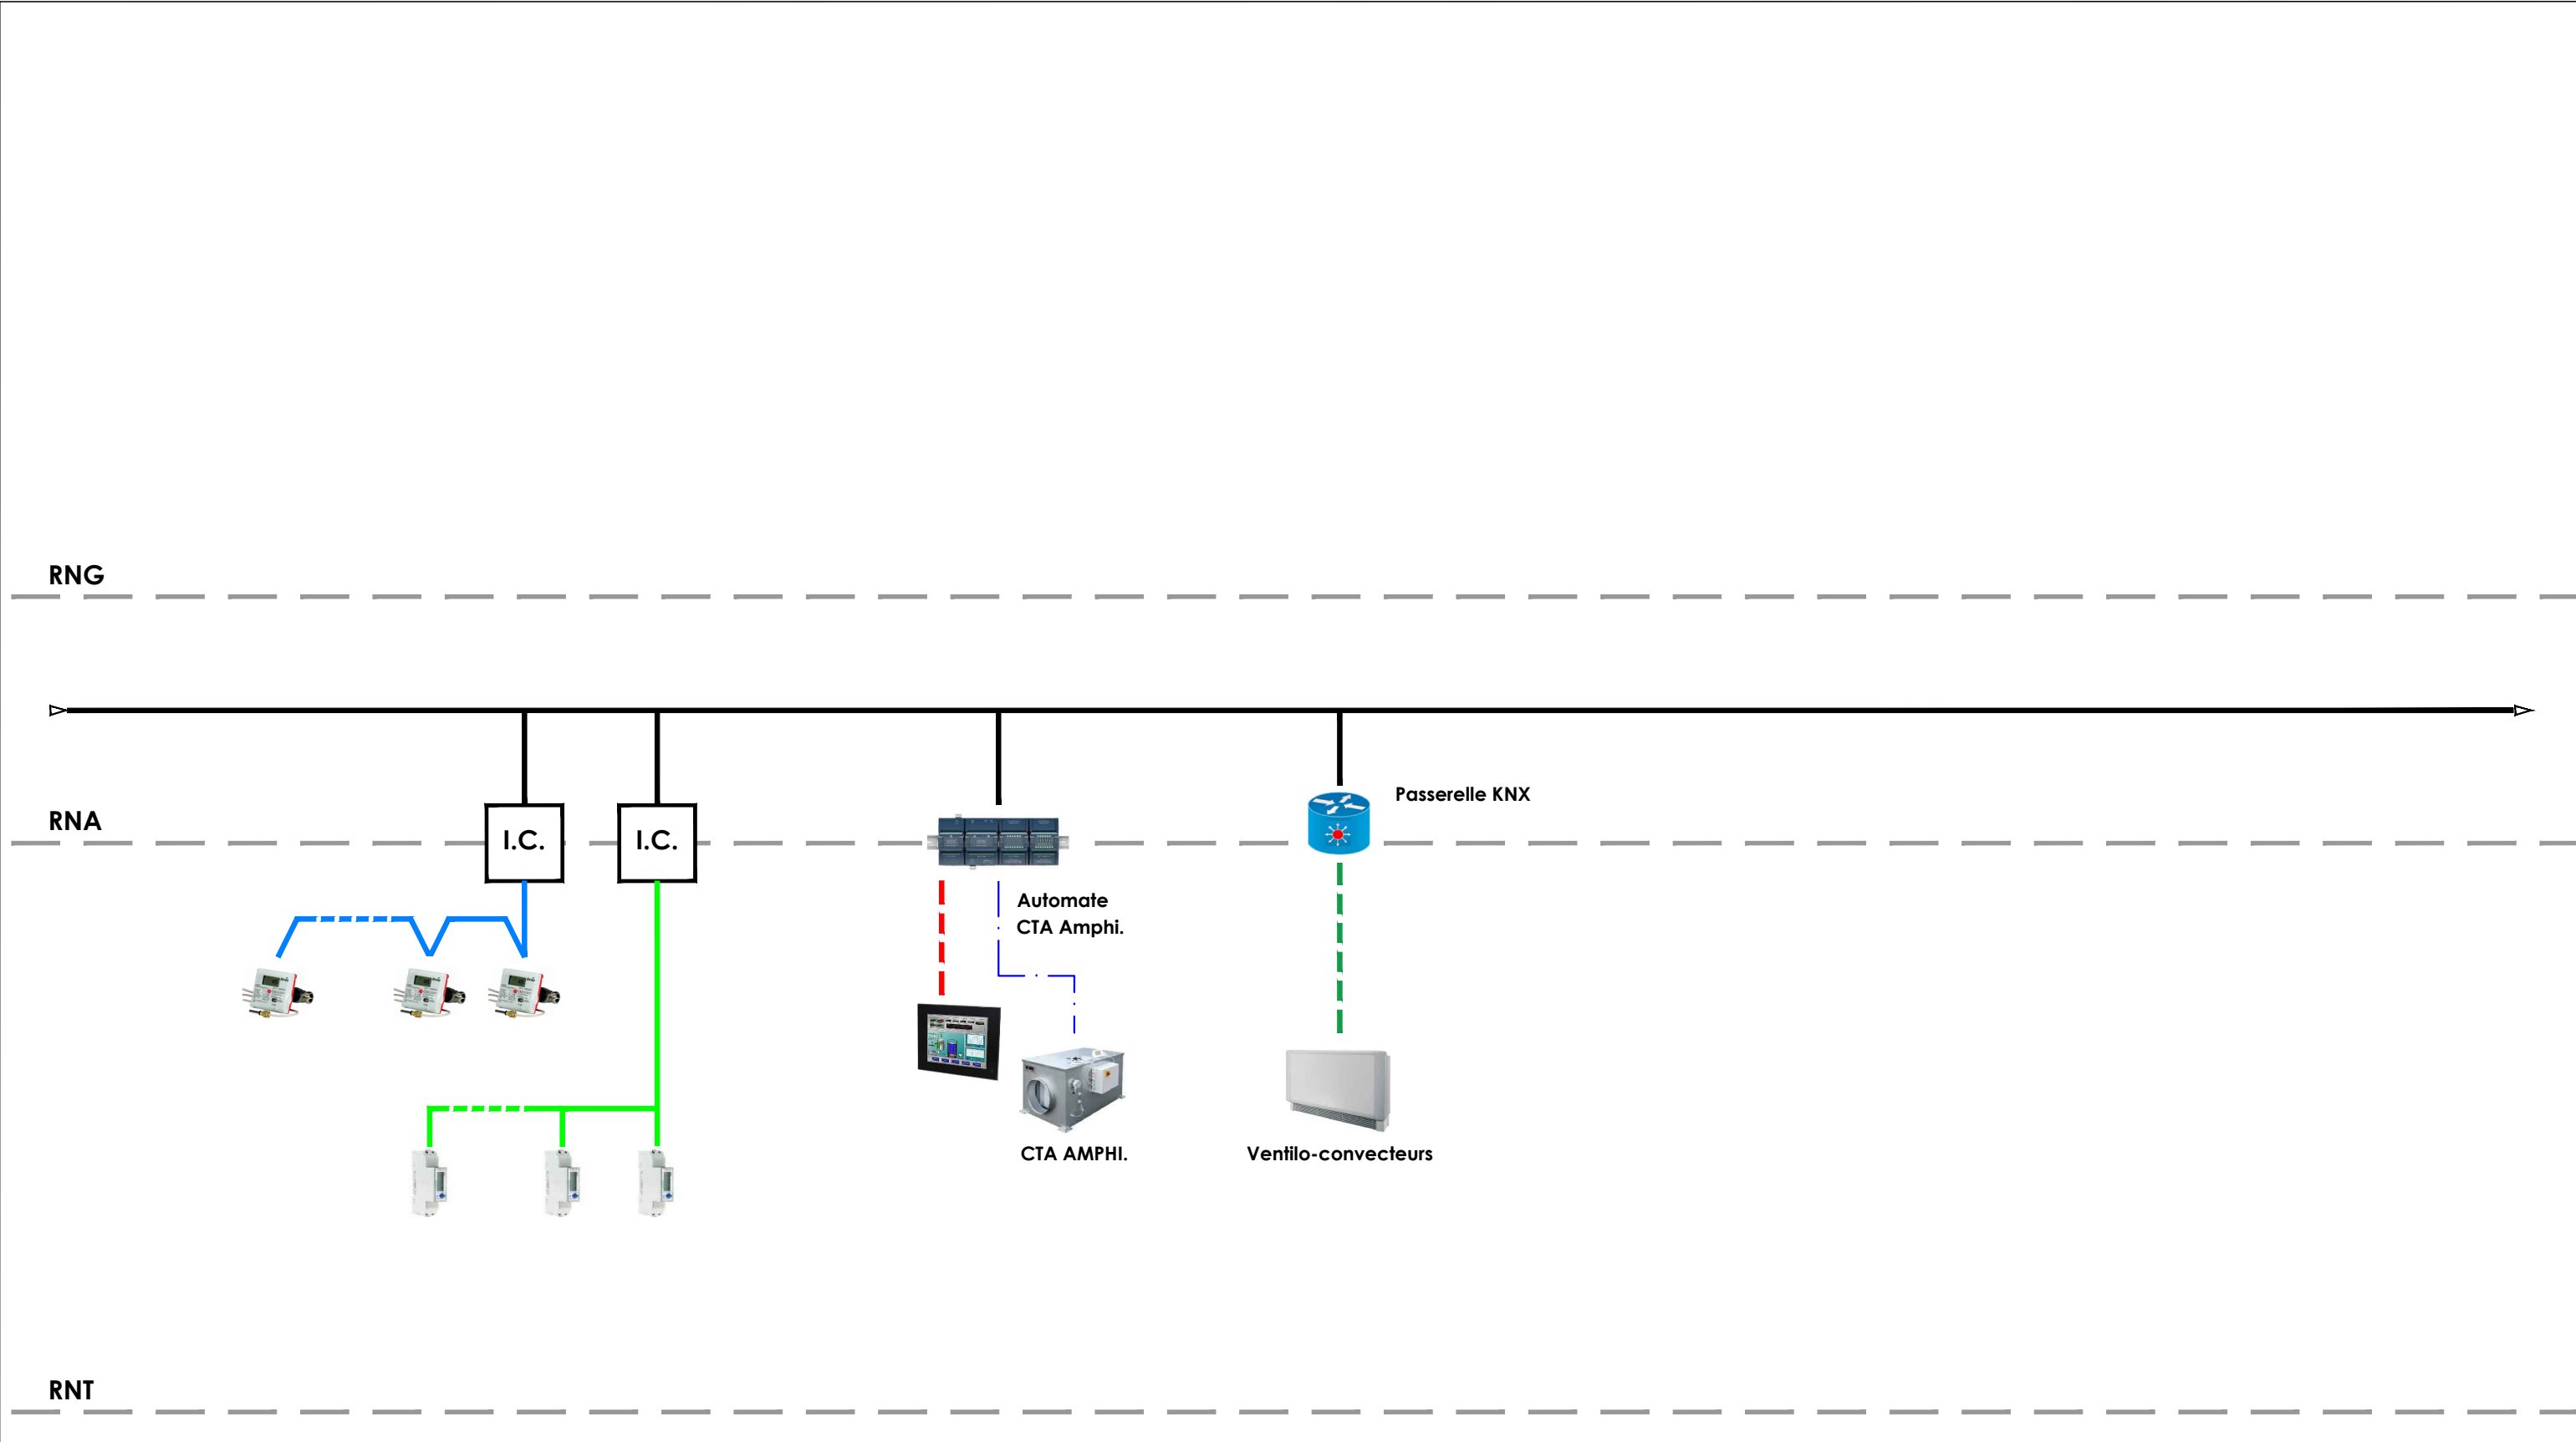 RNG
Passerelle KNX
RNA
I.C.
I.C.
Automate
CTA Amphi.
CTA AMPHI.
Ventilo-convecteurs
RNT